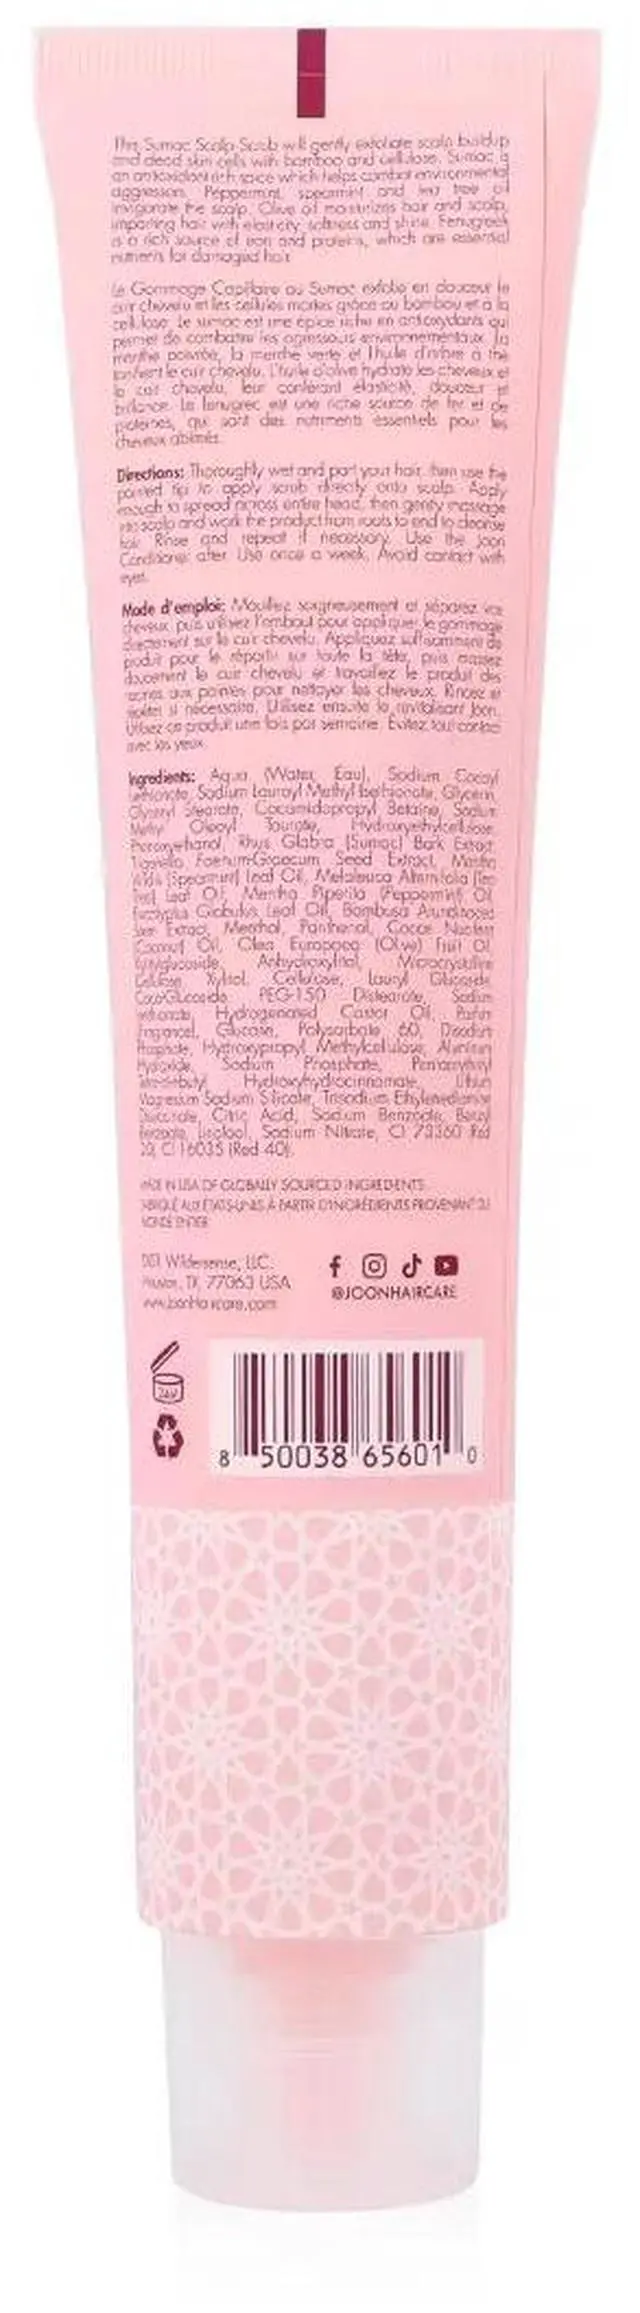 This Sumac Scalp Scrub will gently exfoliate scalp buildup
and dead skin cells with bamboo and cellulose. Sumac is
an antioxidant rich spice which helps combat environmental
aggressors. Peppermint, spearmint and tea tree oil
invigorate the scalp. Olive oil moisturizes hair and scalp,
imparting hair with elasticity, softness and shine. Fenugreek
is a rich source of iron and proteins, which are essential
nutrients for damaged hair.
Le Gommage Capillaire au Sumac exfolie en douceur le
cuir chevelu et les cellules mortes grâce au bambou et à la
cellulose. Le sumac est une épice riche en antioxydants qui
permet de combattre les agresseurs environnementaux. La
menthe poivrée, la menthe verte et l'huile d'arbre à thé
tonifient le cuir chevelu. L'huile d'olive hydrate les cheveux et
le cuir chevelu, leur conférant élasticité, douceur et
brillance. Le fenugrec est une riche source de fer et de
protéines, qui sont des nutriments essentiels pour les
cheveux abîmés.
Directions: Thoroughly wet and part your hair, then use the
pointed tip to apply scrub directly onto scalp. Apply
enough to spread across entire head, then gently massage
into scalp and work the product from roots to end to cleanse
hair. Rinse and repeat if necessary. Use the Joon
Conditioner after. Use once a week. Avoid contact with
eyes.
Mode d'emploi: Mouillez soigneusement et séparez vos
cheveux, puis utilisez l'embout pour appliquer le gommage
directement sur le cuir chevelu. Appliquez suffisamment de
produit pour le répartir sur toute la tête, puis massez
doucement le cuir chevelu et travaillez le produit des
racines aux pointes pour nettoyer les cheveux. Rincez et
répétez si nécessaire. Utilisez ensuite le revitalisant Joon.
Utilisez ce produit une fois par semaine. Évitez tout contact
avec les yeux.
Ingredients: Aqua (Water, Eau), Sodium Cocoyl
Isethionate, Sodium Lauroyl Methyl Isethionate, Glycerin,
Glyceryl Stearate, Cocamidopropyl Betaine, Sodium
Methyl Oleoyl Taurate, Hydroxyethylcellulose,
Phenoxyethanol, Rhus Glabra (Sumac) Bark Extract,
Trigonella Foenum-Graecum Seed Extract, Mentha
Viridis (Spearmint) Leaf Oil, Melaleuca Alternifolia (Tea
Tree) Leaf Oil, Mentha Piperita (Peppermint) Oil,
Eucalyptus Globulus Leaf Oil, Bambusa Arundinacea
Stem Extract, Menthol, Panthenol, Cocos Nucifera
(Coconut) Oil, Olea Europaea (Olive) Fruit Oil,
Xylitylglucoside, Anhydroxylitol, Microcrystalline
Cellulose, Xylitol, Cellulose, Lauryl Glucoside,
Coco-Glucoside, PEG-150 Distearate, Sodium
Isethionate, Hydrogenated Castor Oil, Parfum
(Fragrance), Glucose, Polysorbate 60, Disodium
Phosphate, Hydroxypropyl Methylcellulose, Aluminum
Hydroxide, Sodium Phosphate, Pentaerythrityl
Tetra-di-t-butyl Hydroxyhydrocinnamate, Lithium
Magnesium Sodium Silicate, Trisodium Ethylenediamine
Disuccinate, Citric Acid, Sodium Benzoate, Benzyl
Benzoate, Linalool, Sodium Nitrate, CI 73360 (Red
30), CI 16035 (Red 40).
MADE IN USA OF GLOBALLY SOURCED INGREDIENTS
FABRIQUÉ AUX ÉTATS-UNIS À PARTIR D'INGRÉDIENTS PROVENANT DU
MONDE ENTIER
Wildersense, LLC.
Houston, TX 77063 USA
www.joonhaircare.com
@JOONHAIRCARE
24M
8 50038 65601 0